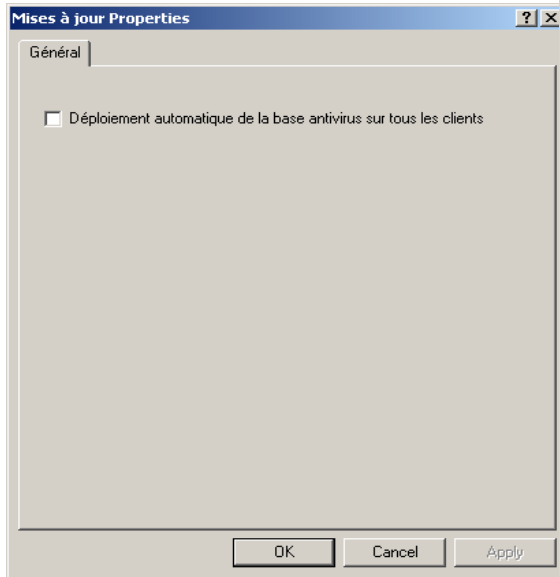 Mises à jour Properties
Général
Déploiement automatique de la base antivirus sur tous les clients
OK Cancel Apply